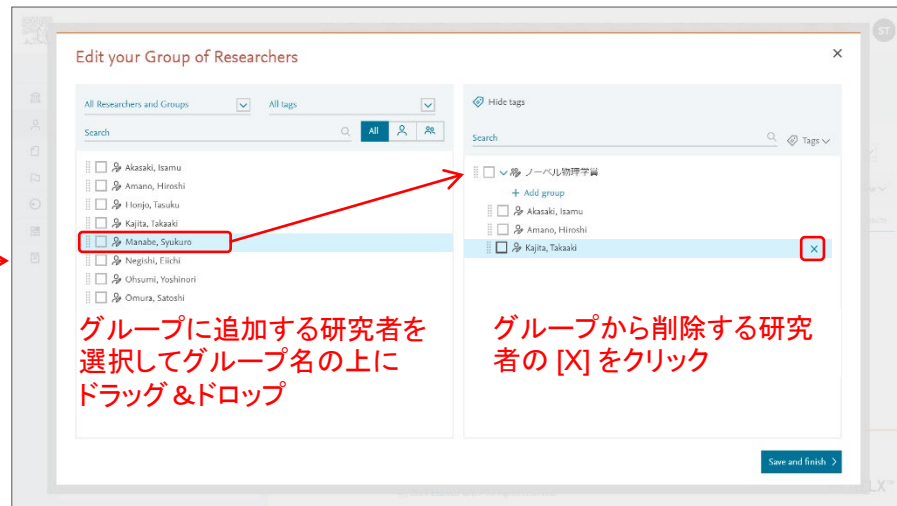 ST
Edit your Group of Researchers
All Researchers and Groups
All tags
Search
All
Akasaki, Isamu
Amano, Hiroshi
Honjo, Tasuku
Kajita, Takaaki
Manabe, Syukuro
Negishi, Eiichi
Ohsumi, Yoshinori
Omura, Satoshi
グループに追加する研究者を
選択してグループ名の上に
ドラッグ &ドロップ
Hide tags
Search
Tags
ノーベル物理学賞
+ Add group
Akasaki, Isamu
Amano, Hiroshi
Kajita, Takaaki
グループから削除する研究
者の [X] をクリック
Save and finish
LX™